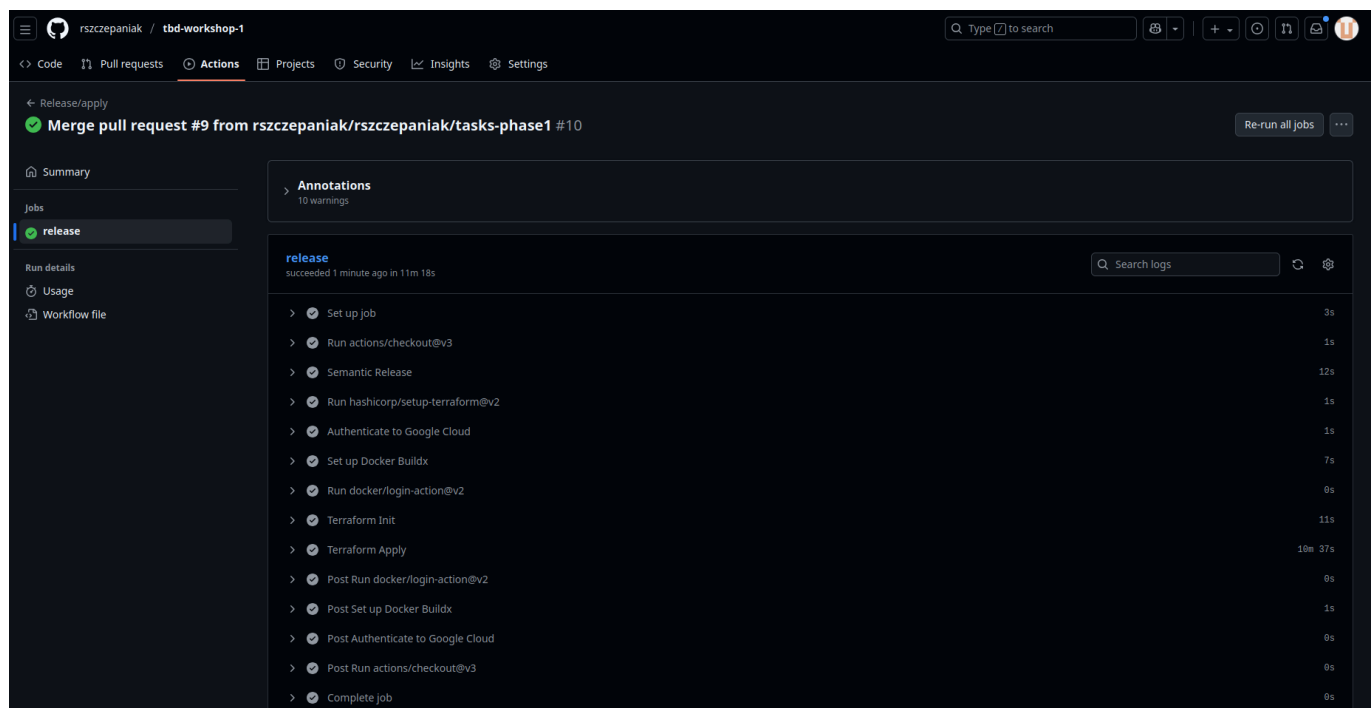 rszczepaniak / tbd-workshop-1
Type / to search
Code Pull requests Actions Projects Security Insights Settings
← Release/apply
Merge pull request #9 from rszczepaniak/rszczepaniak/tasks-phase1 #10
Re-run all jobs
Summary
Jobs
release
Run details
Usage
Workflow file
Annotations
10 warnings
release
succeeded 1 minute ago in 11m 18s
Search logs
Set up job 3s
Run actions/checkout@v3 1s
Semantic Release 12s
Run hashicorp/setup-terraform@v2 1s
Authenticate to Google Cloud 1s
Set up Docker Buildx 7s
Run docker/login-action@v2 0s
Terraform Init 11s
Terraform Apply 10m 37s
Post Run docker/login-action@v2 0s
Post Set up Docker Buildx 1s
Post Authenticate to Google Cloud 0s
Post Run actions/checkout@v3 0s
Complete job 0s